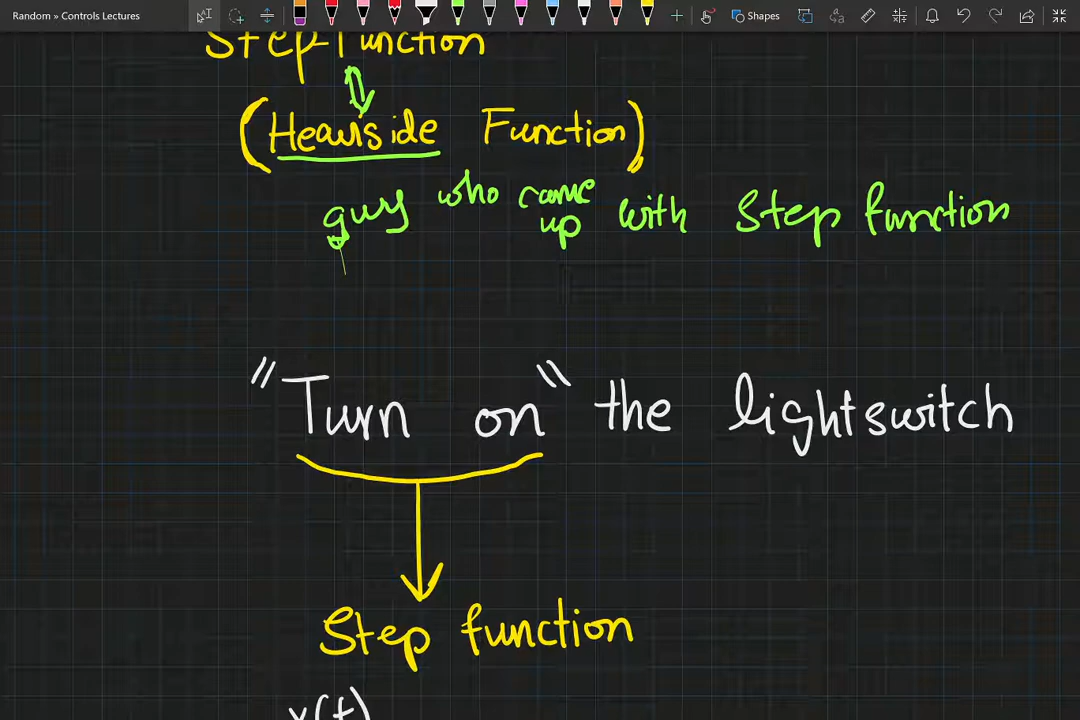 Random » Controls Lectures
Shapes
Step Function
(Heaviside Function)
guy who came up with Step function
"Turn on" the lightswitch
Step function
x(t)